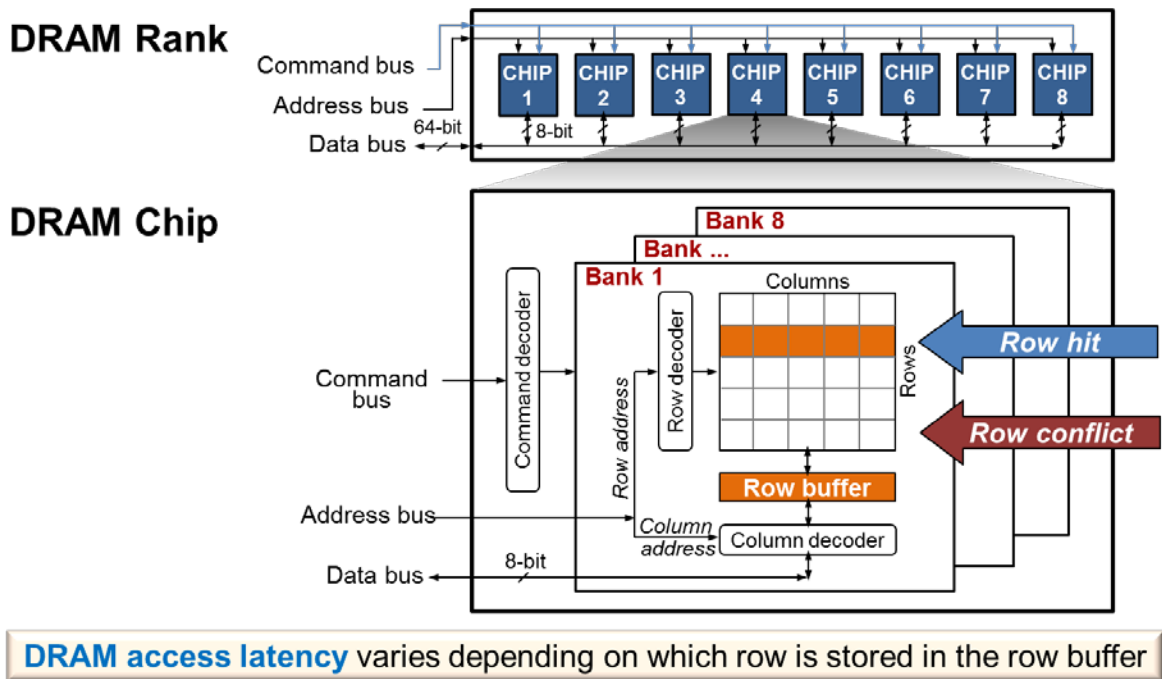 DRAM Rank
Command bus
Address bus
64-bit
Data bus
CHIP 1
CHIP 2
CHIP 3
CHIP 4
CHIP 5
CHIP 6
CHIP 7
CHIP 8
8-bit
DRAM Chip
Bank 8
Bank ...
Bank 1
Columns
Rows
Command decoder
Row decoder
Row address
Row hit
Row conflict
Command
bus
Row buffer
Address bus
Column
address
Column decoder
8-bit
Data bus
DRAM access latency varies depending on which row is stored in the row buffer